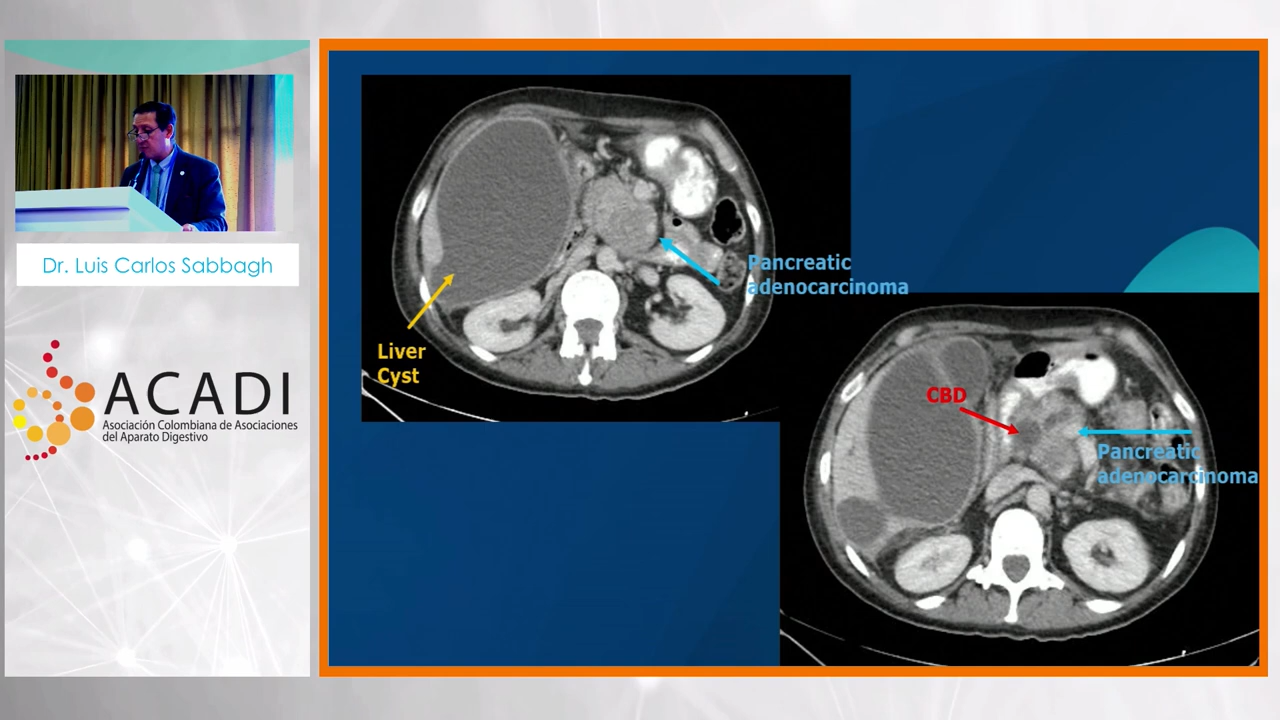 Dr. Luis Carlos Sabbagh
ACADI
Asociación Colombiana de Asociaciones
del Aparato Digestivo
Pancreatic
adenocarcinoma
Liver
Cyst
CBD
Pancreatic
adenocarcinoma